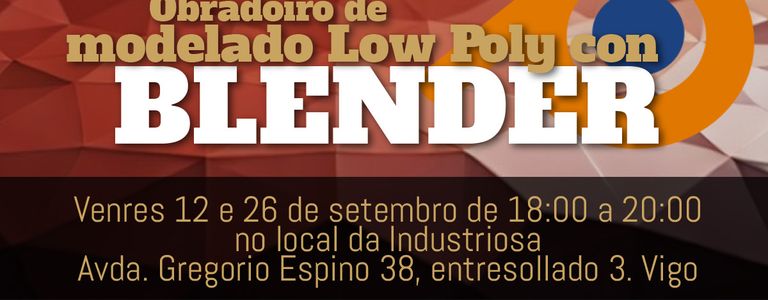 Obradoiro de
modelado Low Poly con
BLENDER
Venres 12 e 26 de setembro de 18:00 a 20:00
no local da Industriosa
Avda. Gregorio Espino 38, entresollado 3. Vigo